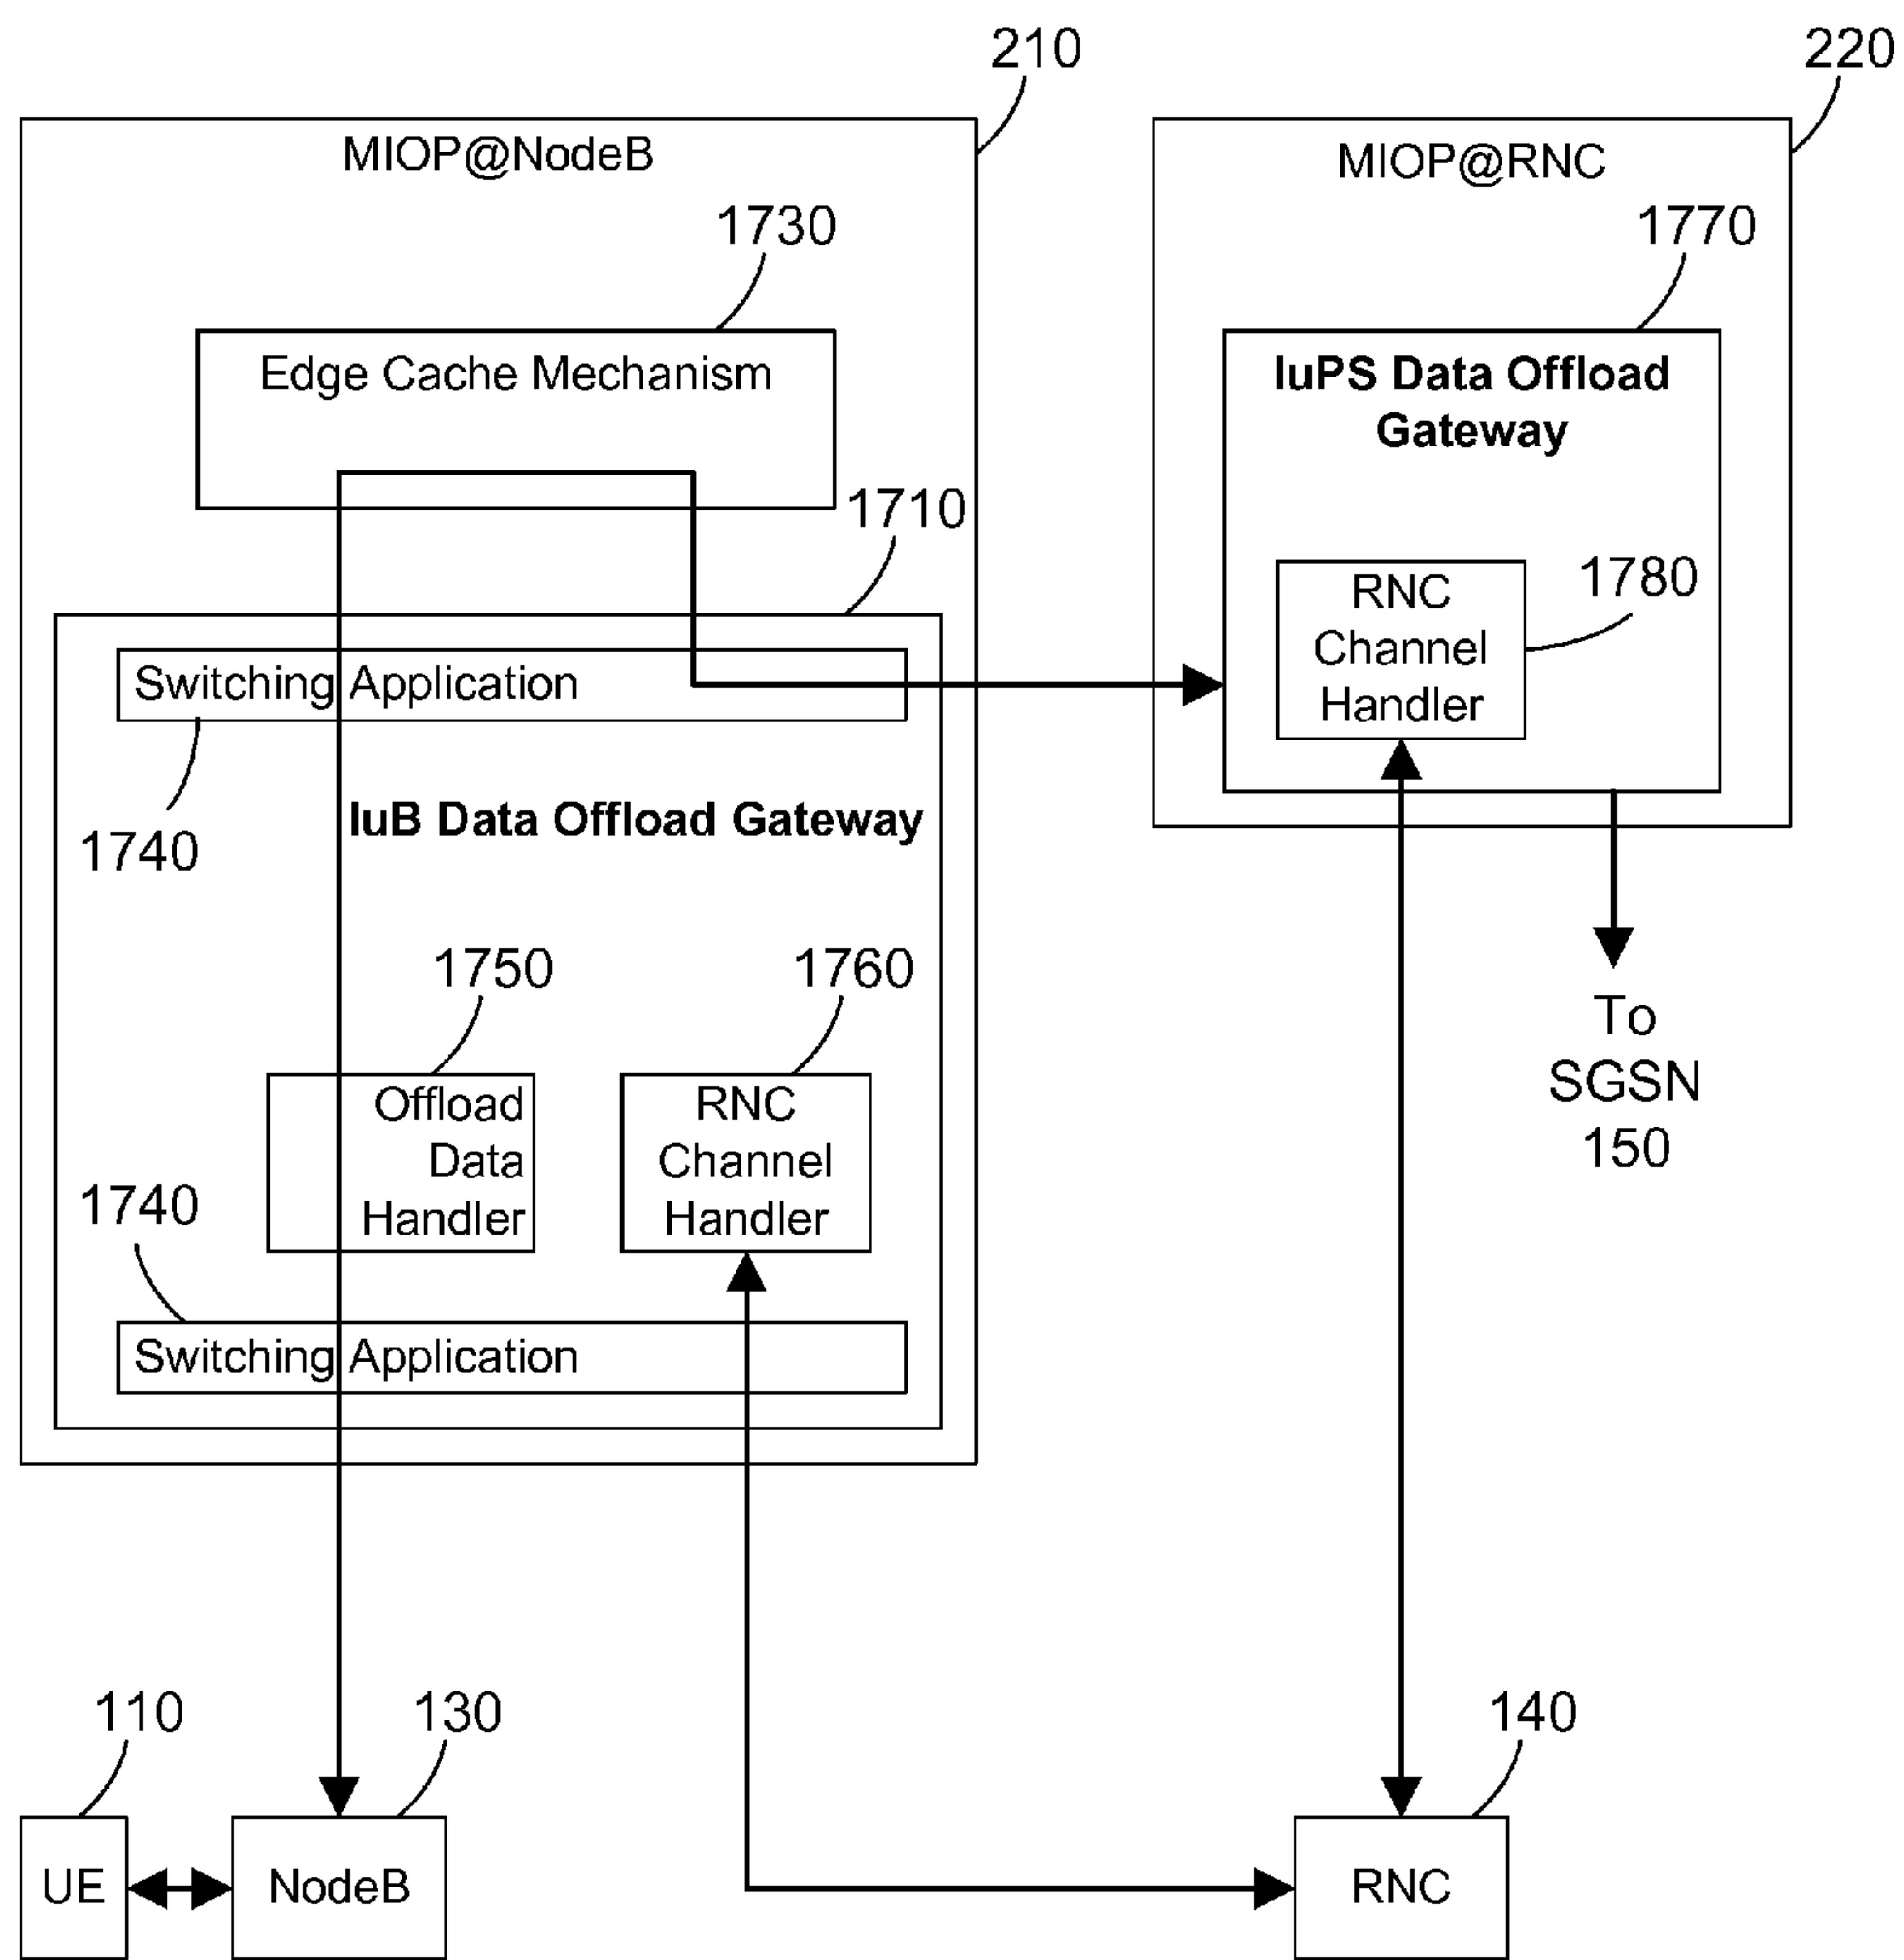 210
220
MIOP@NodeB
MIOP@RNC
1730
1770
Edge Cache Mechanism
IuPS Data Offload
Gateway
1710
RNC
Channel
Handler
1780
Switching Application
1740
IuB Data Offload Gateway
1750
1760
Offload
Data
Handler
RNC
Channel
Handler
To
SGSN
150
1740
Switching Application
110
130
140
UE
NodeB
RNC